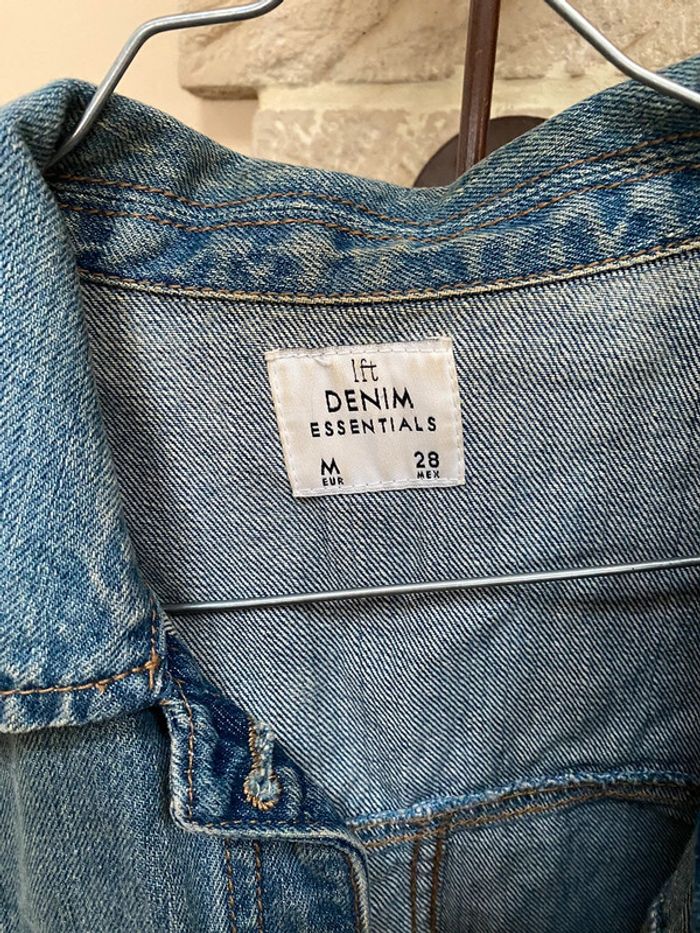 lft
DENIM
ESSENTIALS
M 28
EUR MEX